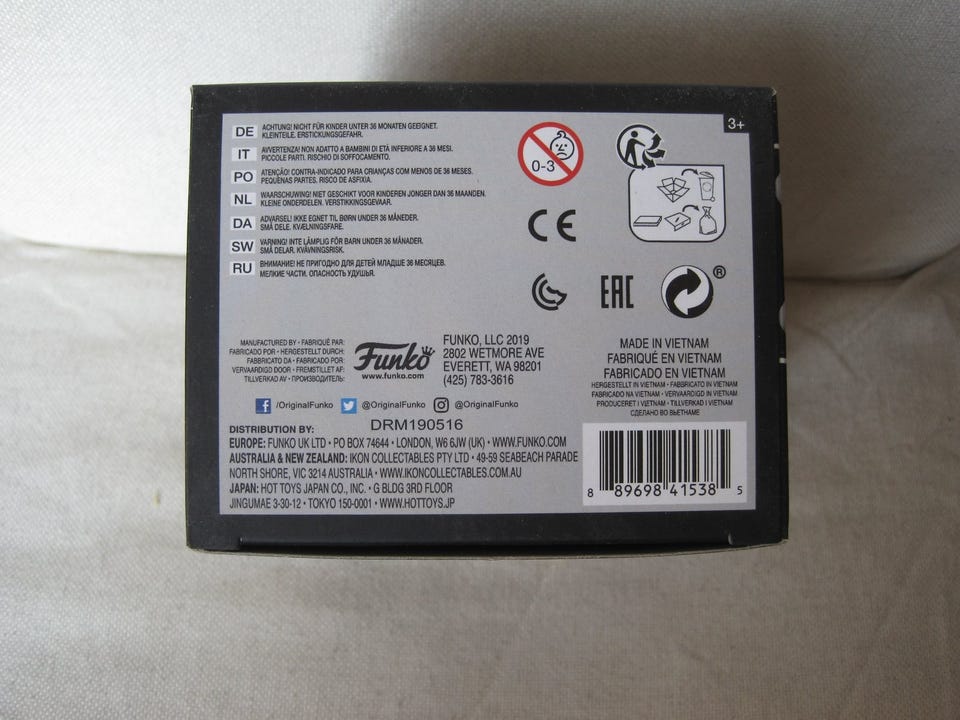 3+
DE ACHTUNG! NICHT FÜR KINDER UNTER 36 MONATEN GEEIGNET.
KLEINTEILE. ERSTICKUNGSGEFAHR.
IT AVVERTENZA! NON ADATTO A BAMBINI DI ETÀ INFERIORE A 36 MESI.
PICCOLE PARTI. RISCHIO DI SOFFOCAMENTO.
PO ATENÇÃO! CONTRA-INDICADO PARA CRIANÇAS COM MENOS DE 36 MESES.
PEQUENAS PARTES. RISCO DE ASFIXIA.
NL WAARSCHUWING! NIET GESCHIKT VOOR KINDEREN JONGER DAN 36 MAANDEN.
KLEINE ONDERDELEN. VERSTIKKINGSGEVAAR.
DA ADVARSEL! IKKE EGNET TIL BØRN UNDER 36 MÅNEDER.
SMÅ DELE. KVÆLNINGSFARE.
SW VARNING! INTE LÄMPLIG FÖR BARN UNDER 36 MÅNADER.
SMÅ DELAR. KVÄVNINGSRISK.
RU ВНИМАНИЕ! НЕ ПРИГОДНО ДЛЯ ДЕТЕЙ МЛАДШЕ 36 МЕСЯЦЕВ.
МЕЛКИЕ ЧАСТИ. ОПАСНОСТЬ УДУШЬЯ.
0-3
CE
EAC
®
MANUFACTURED BY • FABRIQUÉ PAR:
FABRICADO POR • HERGESTELLT DURCH:
FABBRICATO DA • FABRICADO POR:
VERVAARDIGD DOOR • FREMSTILLET AF:
TILLVERKAD AV • ПРОИЗВОДИТЕЛЬ:
Funko
www.funko.com
FUNKO, LLC 2019
2802 WETMORE AVE
EVERETT, WA 98201
(425) 783-3616
MADE IN VIETNAM
FABRIQUÉ EN VIETNAM
FABRICADO EN VIETNAM
HERGESTELLT IN VIETNAM • FABBRICATO IN VIETNAM
FABRICADO NA VIETNAM • VERVAARDIGD IN VIETNAM
PRODUCERET I VIETNAM • TILLVERKAD I VIETNAM
СДЕЛАНО ВО ВЬЕТНАМЕ
/OriginalFunko @OriginalFunko @OriginalFunko
DRM190516
DISTRIBUTION BY:
EUROPE: FUNKO UK LTD • PO BOX 74644 • LONDON, W6 6JW (UK) • WWW.FUNKO.COM
AUSTRALIA & NEW ZEALAND: IKON COLLECTABLES PTY LTD • 49-59 SEABEACH PARADE
NORTH SHORE, VIC 3214 AUSTRALIA • WWW.IKONCOLLECTABLES.COM.AU
JAPAN: HOT TOYS JAPAN CO., INC. • G BLDG 3RD FLOOR
JINGUMAE 3-30-12 • TOKYO 150-0001 • WWW.HOTTOYS.JP
8 89698 41538 5